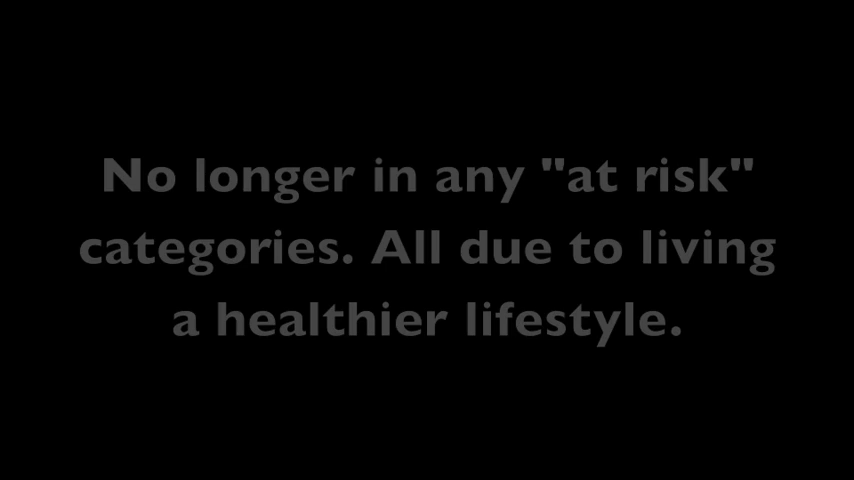 No longer in any "at risk"
categories. All due to living
a healthier lifestyle.